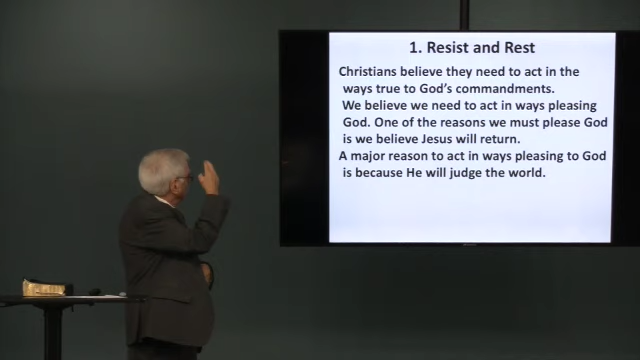 1. Resist and Rest
Christians believe they need to act in the
ways true to God's commandments.
We believe we need to act in ways pleasing
God. One of the reasons we must please God
is we believe Jesus will return.
A major reason to act in ways pleasing to God
is because He will judge the world.